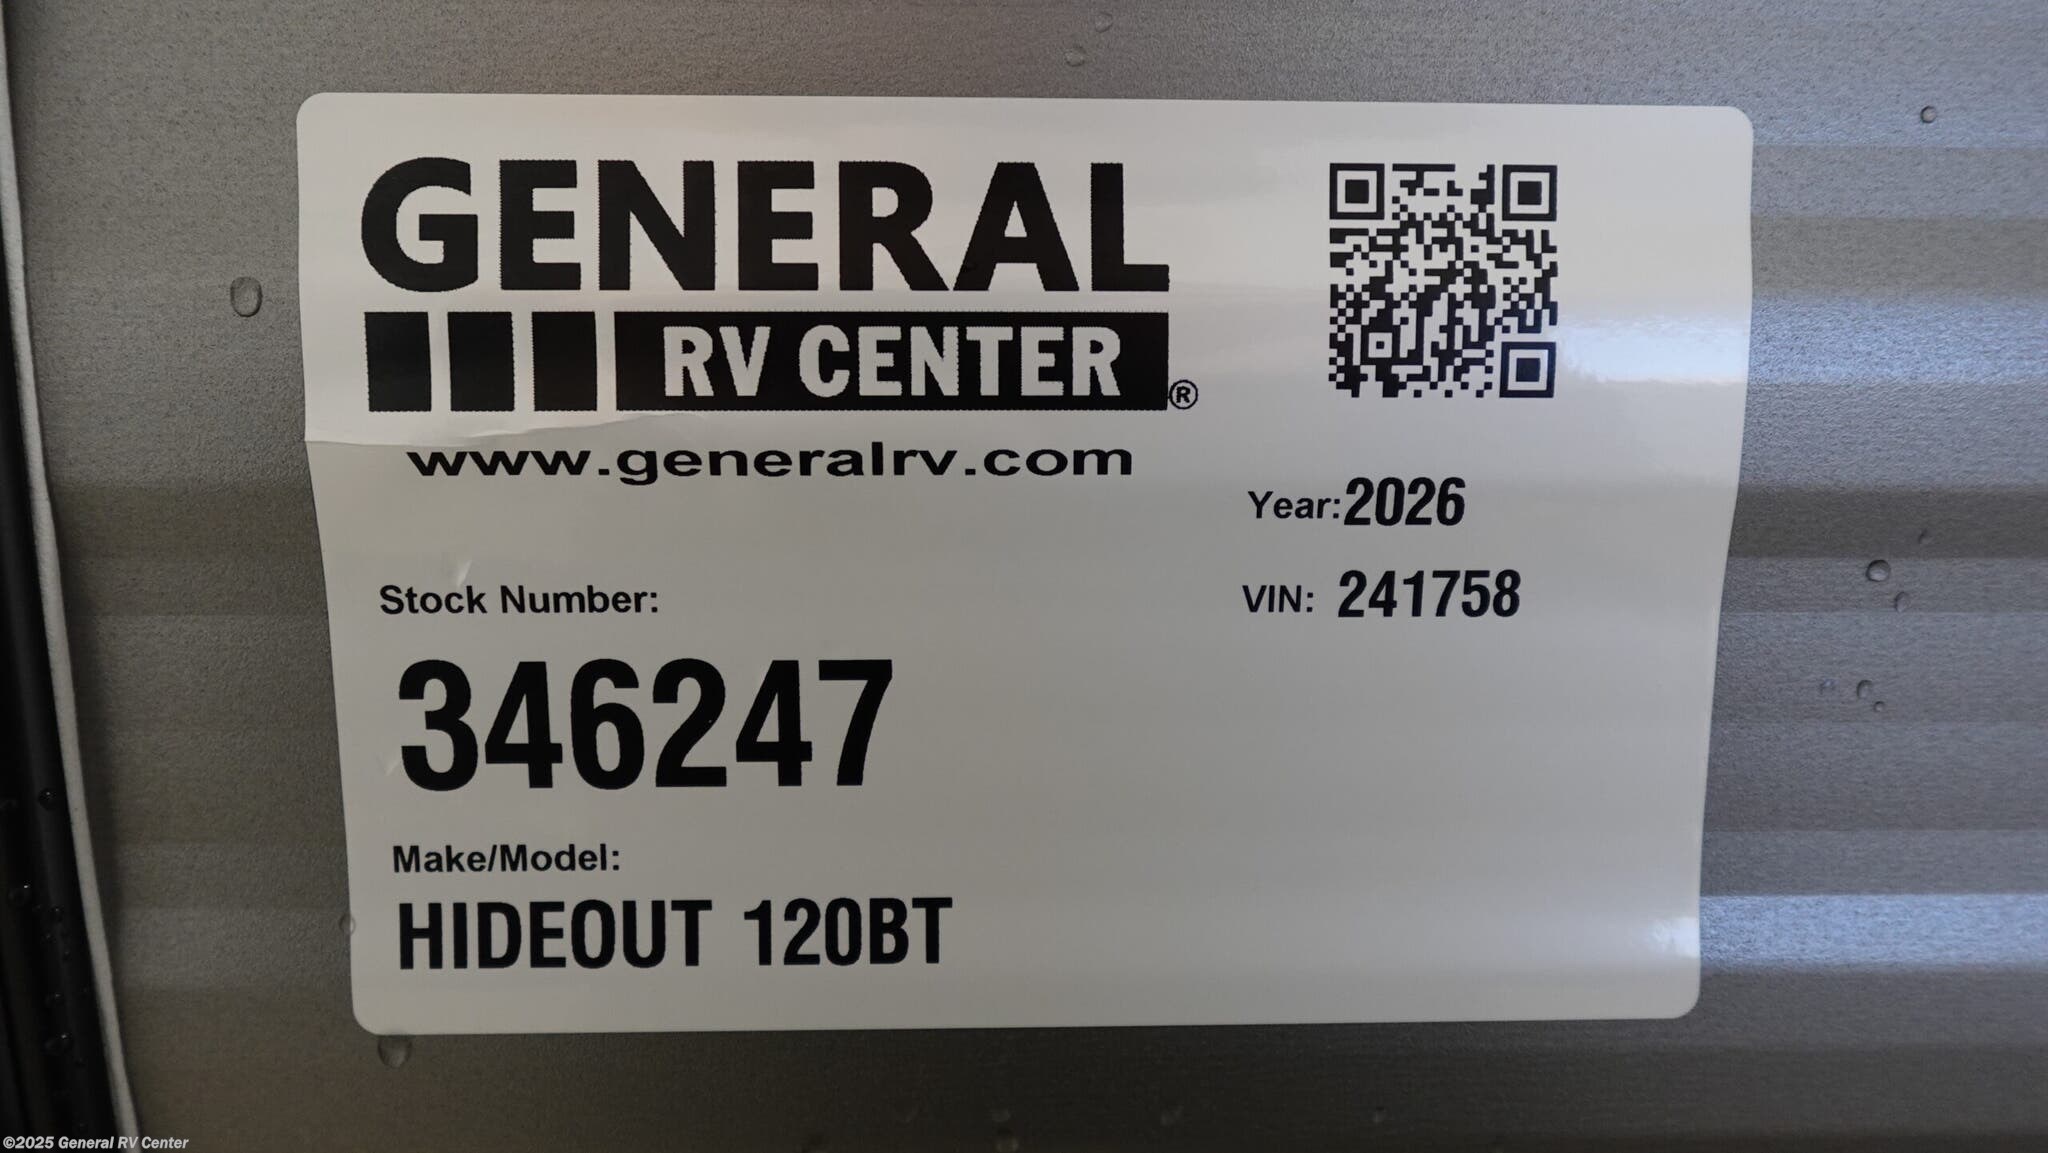 GENERAL
RV CENTER®
www.generalrv.com
Year:2026
Stock Number:
VIN: 241758
346247
Make/Model:
HIDEOUT 120BT
©2025 General RV Center